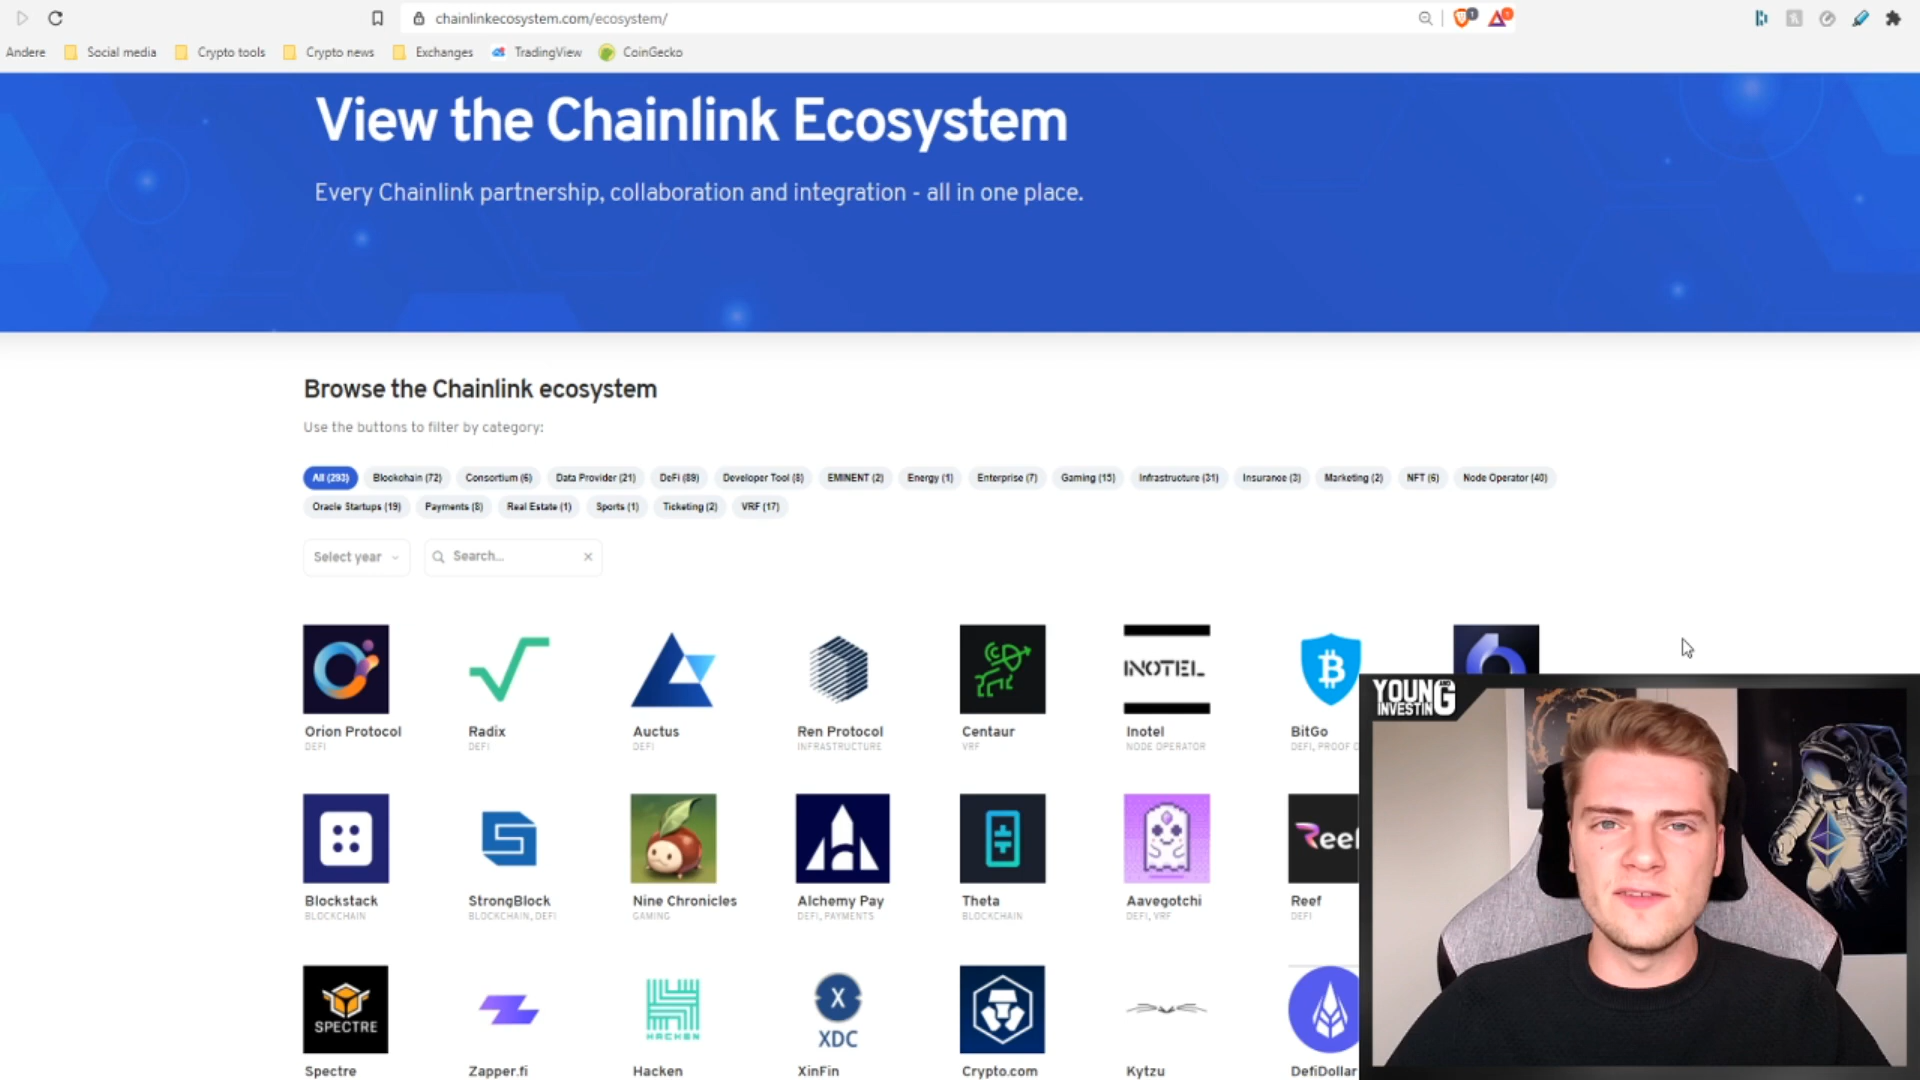 chainlinkecosystem.com/ecosystem/
Andere Social media Crypto tools Crypto news Exchanges TradingView CoinGecko
View the Chainlink Ecosystem
Every Chainlink partnership, collaboration and integration - all in one place.
Browse the Chainlink ecosystem
Use the buttons to filter by category:
All (293) Blockchain (72) Consortium (6) Data Provider (21) DeFi (89) Developer Tool (8) EMINENT (2) Energy (1) Enterprise (7) Gaming (15) Infrastructure (31) Insurance (3) Marketing (2) NFT (6) Node Operator (40)
Oracle Startups (19) Payments (8) Real Estate (1) Sports (1) Ticketing (2) VRF (17)
Select year Search...
INOTEL
Orion Protocol Radix Auctus Ren Protocol Centaur Inotel BitGo
DEFI DEFI DEFI INFRASTRUCTURE VRF NODE OPERATOR DEFI, PROOF O
YOUNG AND INVESTING
Reef
Blockstack StrongBlock Nine Chronicles Alchemy Pay Theta Aavegotchi Reef
BLOCKCHAIN BLOCKCHAIN, DEFI GAMING DEFI, PAYMENTS BLOCKCHAIN DEFI, VRF DEFI
SPECTRE HACKEN X XDC
Spectre Zapper.fi Hacken XinFin Crypto.com Kytzu DefiDollar